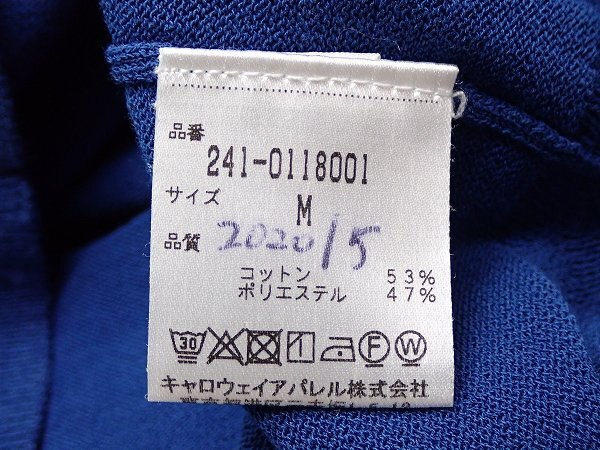 品番
241-0118001
サイズ
M
品質 2020/5
コットン 53%
ポリエステル 47%
30 F W
キャロウェイアパレル株式会社